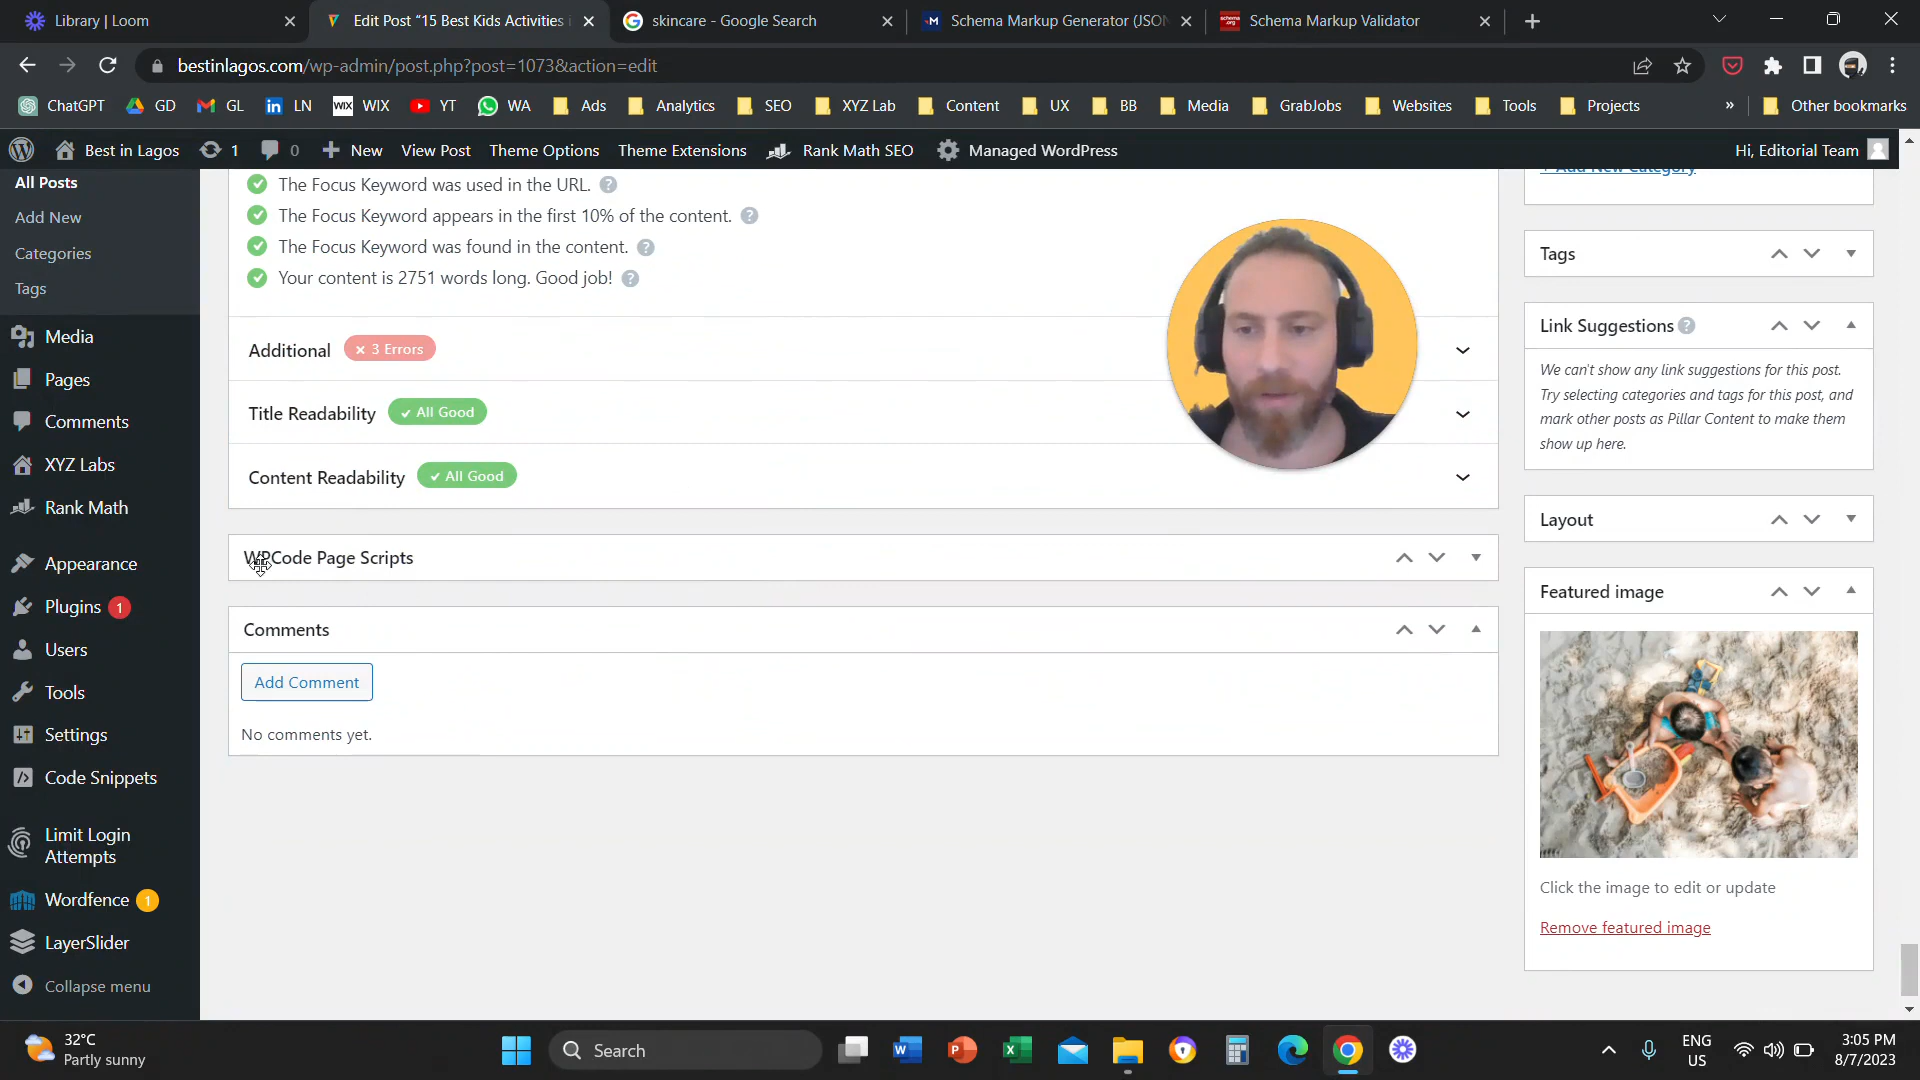 Library | Loom
Edit Post “15 Best Kids Activities
skincare - Google Search
Schema Markup Generator (JSON
Schema Markup Validator
bestinlagos.com/wp-admin/post.php?post=1073&action=edit
ChatGPT GD GL LN WIX YT WA Ads Analytics SEO XYZ Lab Content UX BB Media GrabJobs Websites Tools Projects » Other bookmarks
Best in Lagos 1 0 New View Post Theme Options Theme Extensions Rank Math SEO Managed WordPress Hi, Editorial Team
All Posts
Add New
Categories
Tags
Media
Pages
Comments
XYZ Labs
Rank Math
Appearance
Plugins 1
Users
Tools
Settings
Code Snippets
Limit Login
Attempts
Wordfence 1
LayerSlider
Collapse menu
The Focus Keyword was used in the URL. ?
The Focus Keyword appears in the first 10% of the content. ?
The Focus Keyword was found in the content. ?
Your content is 2751 words long. Good job! ?
Additional × 3 Errors
Title Readability ✓ All Good
Content Readability ✓ All Good
WPCode Page Scripts
Comments
Add Comment
No comments yet.
+ Add New Category
Tags
Link Suggestions ?
We can't show any link suggestions for this post.
Try selecting categories and tags for this post, and
mark other posts as Pillar Content to make them
show up here.
Layout
Featured image
Click the image to edit or update
Remove featured image
32°C
Partly sunny
Search
ENG
US
3:05 PM
8/7/2023